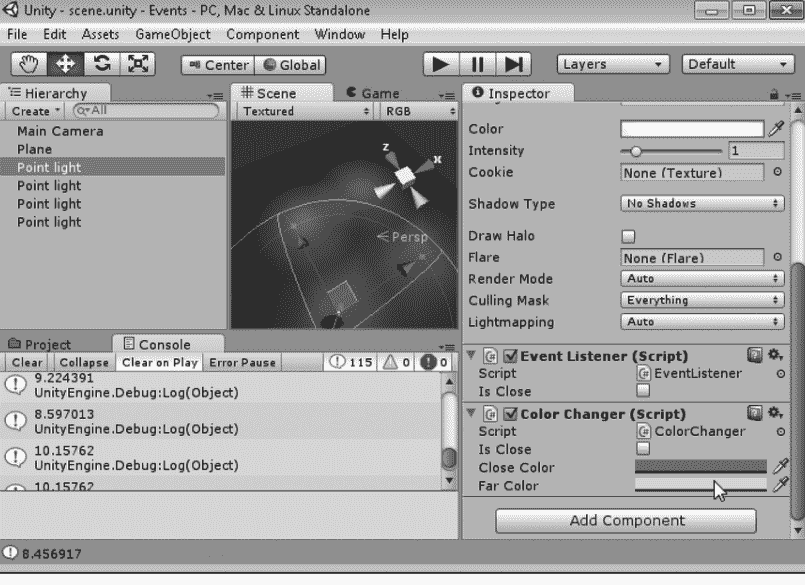 Unity - scene.unity - Events - PC, Mac & Linux Standalone
File Edit Assets GameObject Component Window Help
Center Global Layers Default
Hierarchy
Create All
Main Camera
Plane
Point light
Point light
Point light
Point light
Scene Game
Textured RGB
z
x
Persp
Inspector
Color
Intensity 1
Cookie None (Texture)
Shadow Type No Shadows
Draw Halo
Flare None (Flare)
Render Mode Auto
Culling Mask Everything
Lightmapping Auto
Event Listener (Script)
Script EventListener
Is Close
Color Changer (Script)
Script ColorChanger
Is Close
Close Color
Far Color
Add Component
Project Console
Clear Collapse Clear on Play Error Pause 115 0 0
9.224391
UnityEngine.Debug:Log(Object)
8.597013
UnityEngine.Debug:Log(Object)
10.15762
UnityEngine.Debug:Log(Object)
10.15762
8.456917